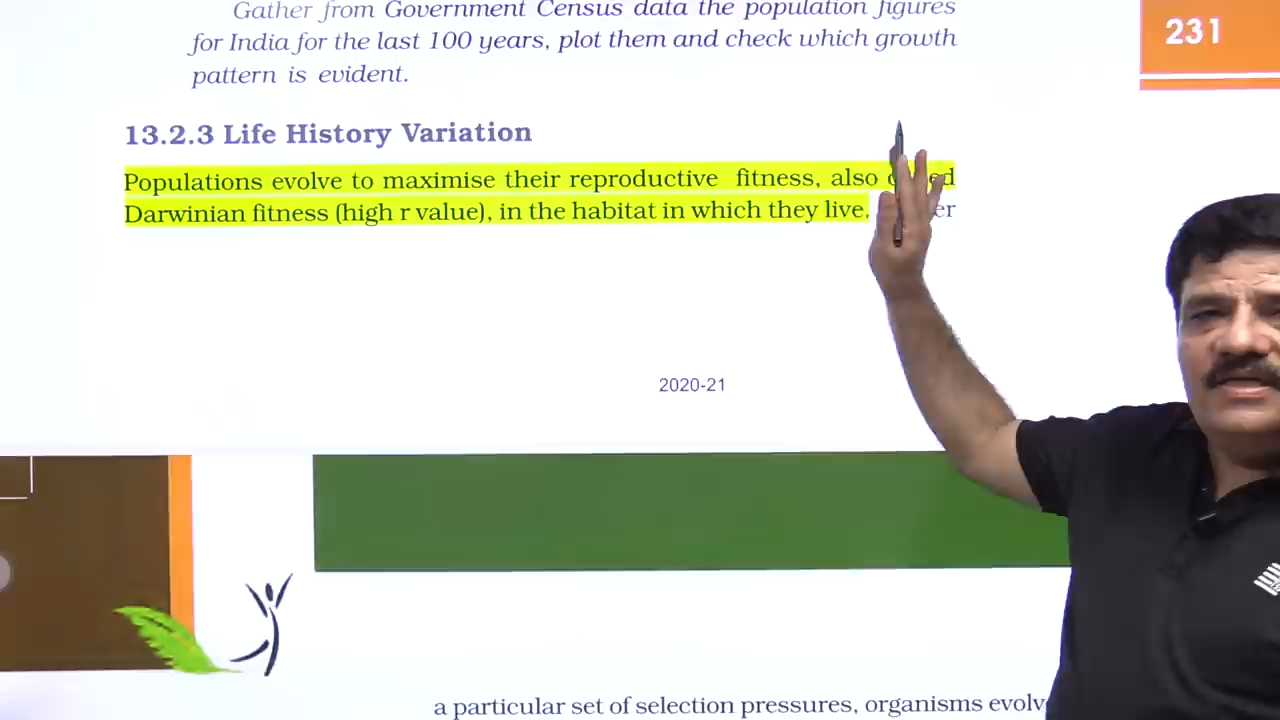 Gather from Government Census data the population figures
for India for the last 100 years, plot them and check which growth
pattern is evident.
231
13.2.3 Life History Variation
Populations evolve to maximise their reproductive fitness, also
Darwinian fitness (high r value), in the habitat in which they live.
2020-21
a particular set of selection pressures, organisms